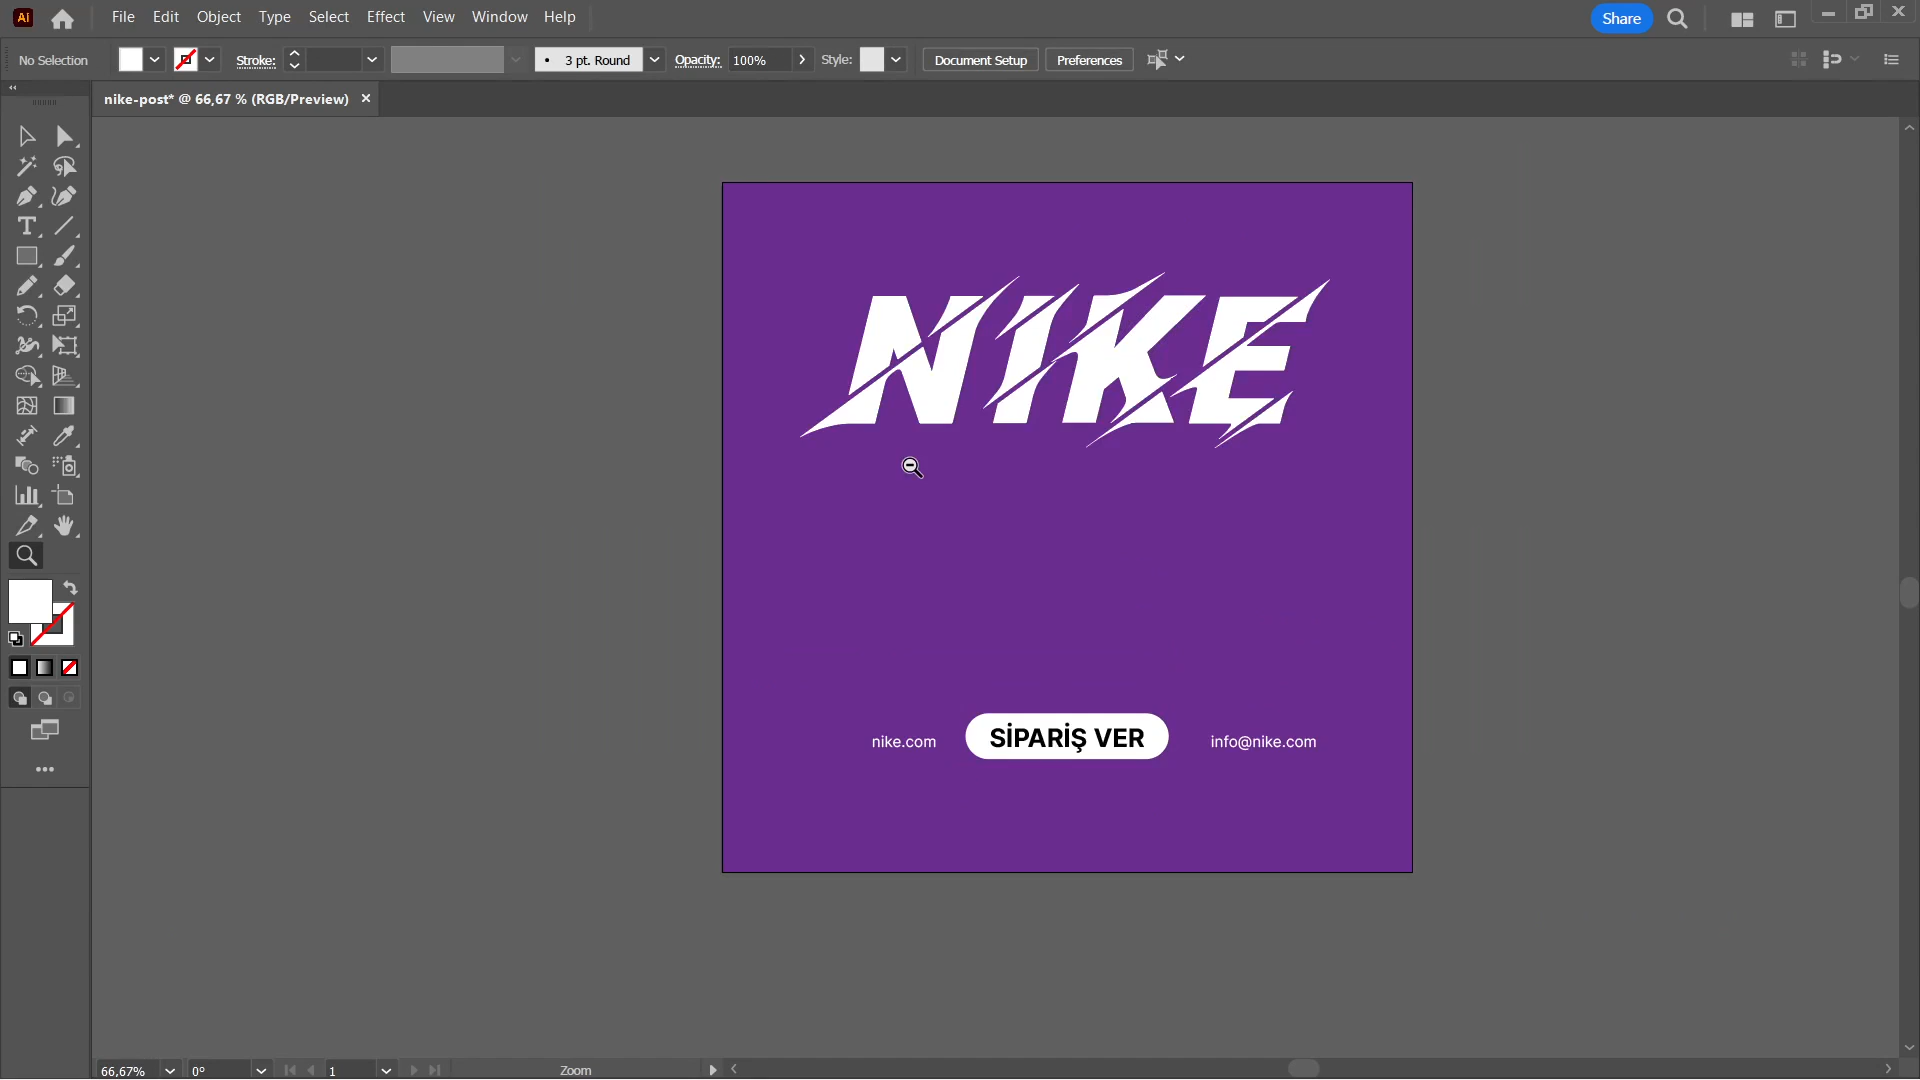 Ai File Edit Object Type Select Effect View Window Help Share
No Selection Stroke: 3 pt. Round Opacity: 100% Style: Document Setup Preferences
nike-post* @ 66,67 % (RGB/Preview)
NIKE
nike.com SİPARİŞ VER info@nike.com
66,67% 0° 1 Zoom